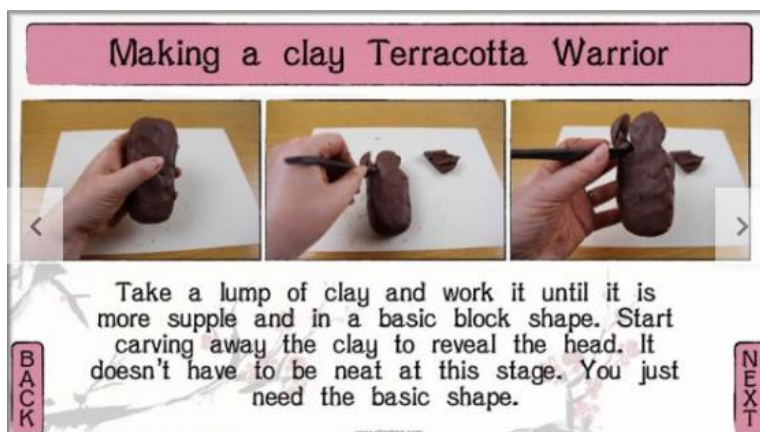 Making a clay Terracotta Warrior
Take a lump of clay and work it until it is
more supple and in a basic block shape. Start
carving away the clay to reveal the head. It
doesn't have to be neat at this stage. You just
need the basic shape.
BACK
NEXT